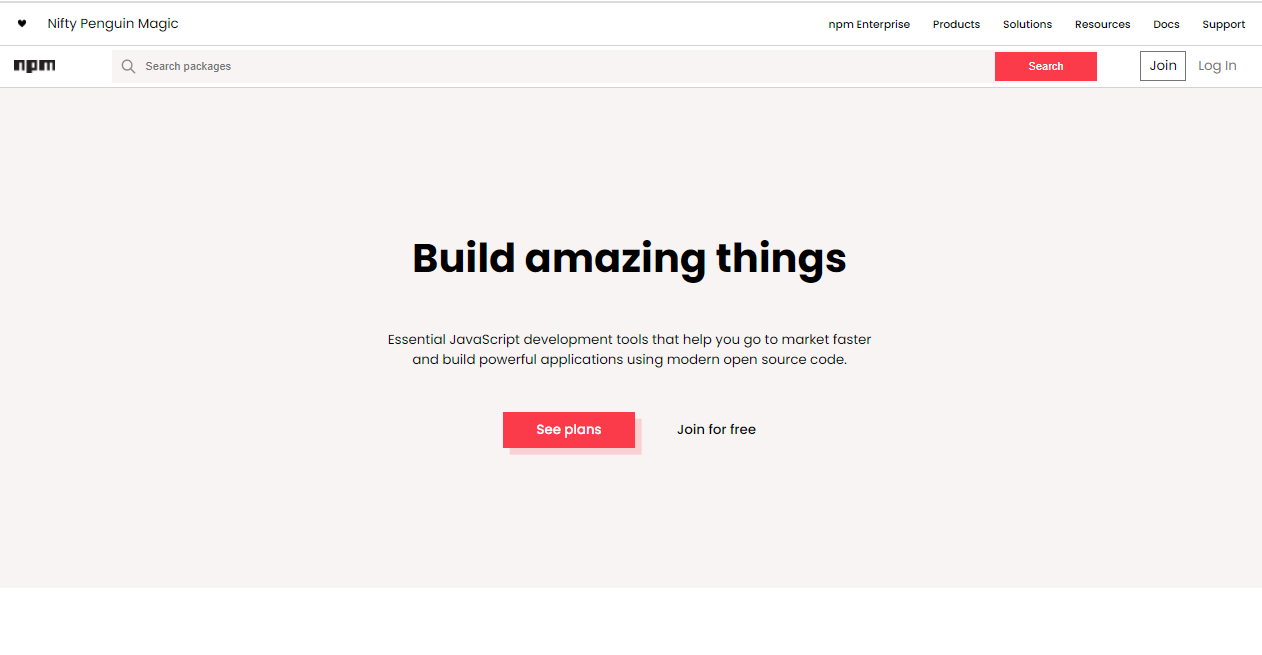 ♥ Nifty Penguin Magic npm Enterprise Products Solutions Resources Docs Support
npm Search packages Search Join Log In
Build amazing things
Essential JavaScript development tools that help you go to market faster
and build powerful applications using modern open source code.
See plans Join for free